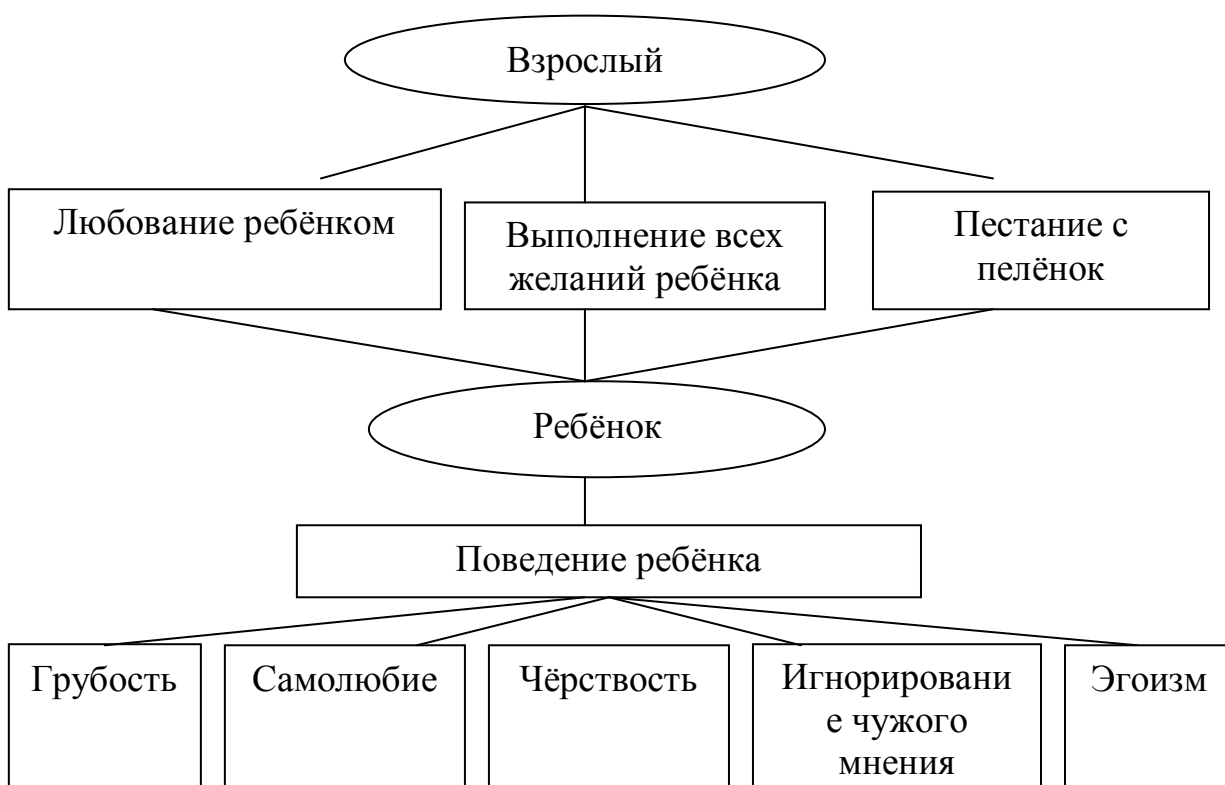 Взрослый
Любование ребёнком
Выполнение всех
желаний ребёнка
Пестание с
пелёнок
Ребёнок
Поведение ребёнка
Грубость
Самолюбие
Чёрствость
Игнорировани
е чужого
мнения
Эгоизм